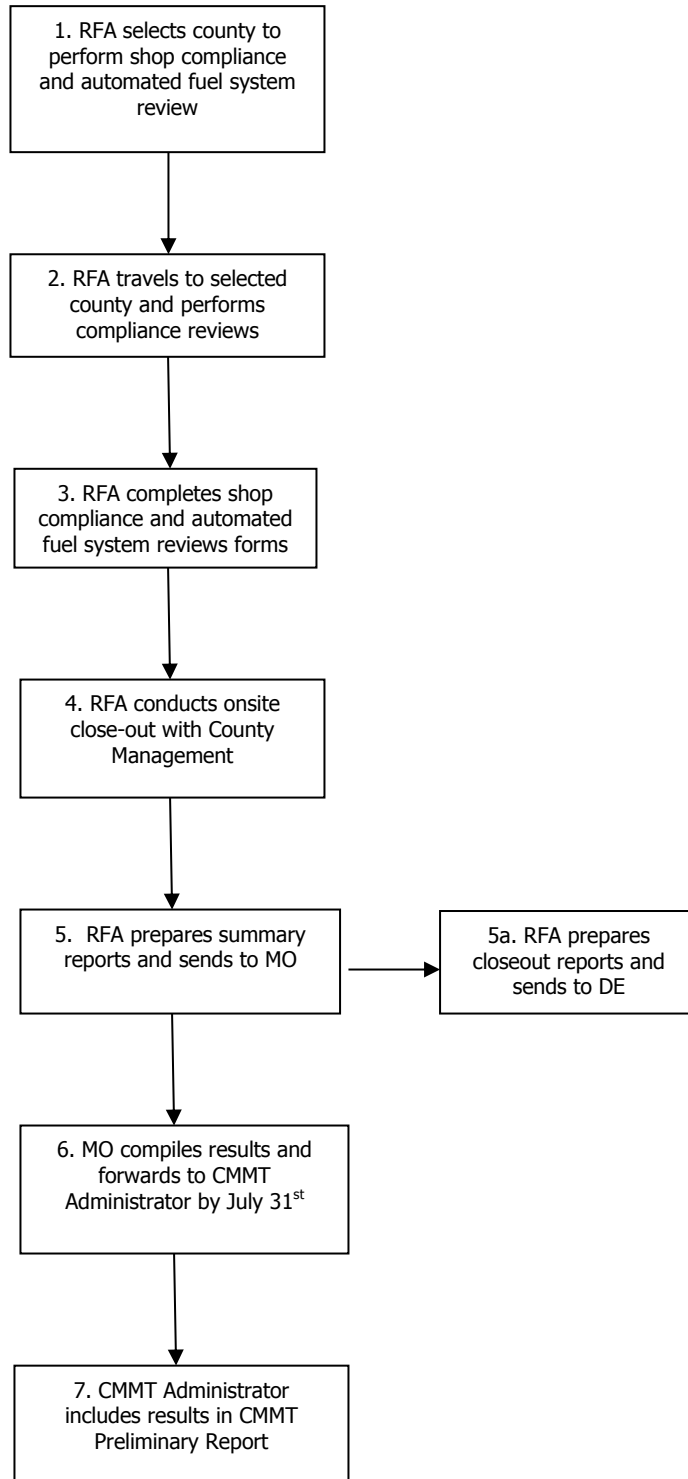 1. RFA selects county to
perform shop compliance
and automated fuel system
review
2. RFA travels to selected
county and performs
compliance reviews
3. RFA completes shop
compliance and automated
fuel system reviews forms
4. RFA conducts onsite
close-out with County
Management
5. RFA prepares summary
reports and sends to MO
5a. RFA prepares
closeout reports and
sends to DE
6. MO compiles results and
forwards to CMMT
Administrator by July 31st
7. CMMT Administrator
includes results in CMMT
Preliminary Report